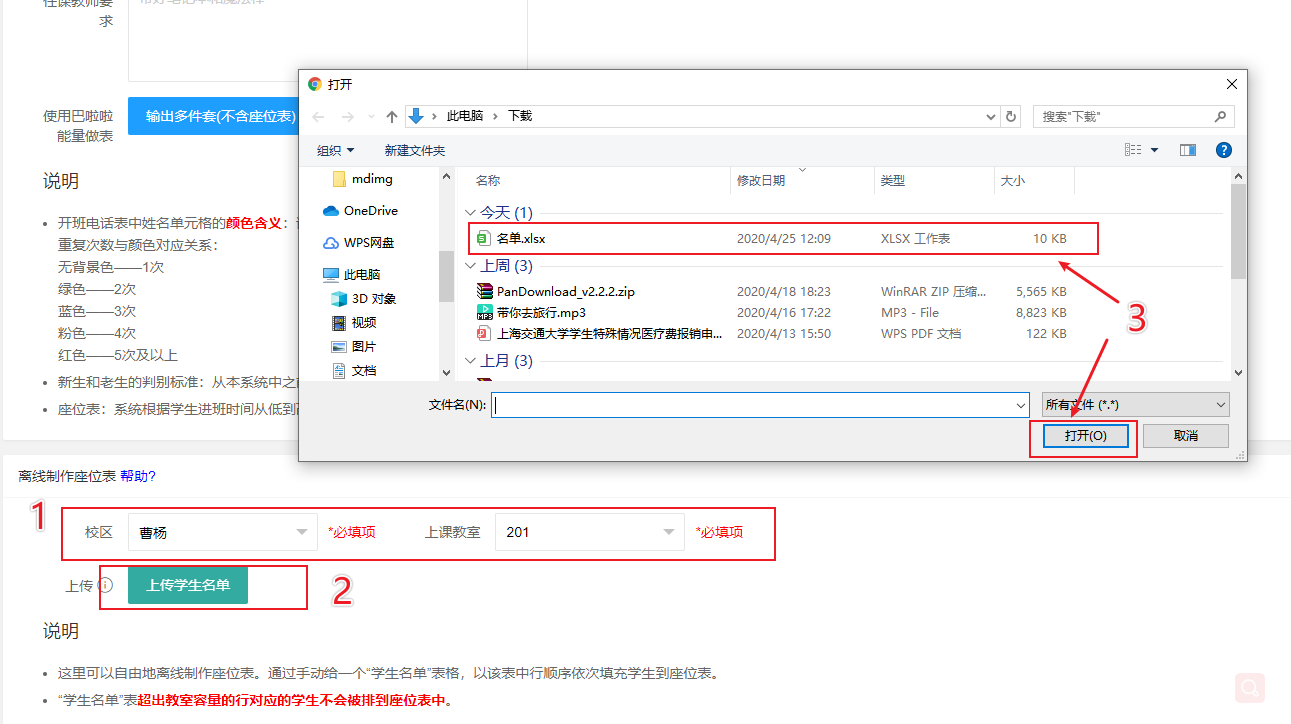 任课教师要
求
使用巴啦啦
能量做表
输出多件套(不含座位表)
说明
开班电话表中姓名单元格的颜色含义：
重复次数与颜色对应关系：
无背景色——1次
绿色——2次
蓝色——3次
粉色——4次
红色——5次及以上
新生和老生的判别标准：从本系统中之
座位表：系统根据学生进班时间从低到
打开
此电脑 › 下载
搜索"下载"
组织 新建文件夹
mdimg
OneDrive
WPS网盘
此电脑
3D 对象
视频
图片
文档
名称 修改日期 类型 大小
今天 (1)
名单.xlsx 2020/4/25 12:09 XLSX 工作表 10 KB
上周 (3)
PanDownload_v2.2.2.zip 2020/4/18 18:23 WinRAR ZIP 压缩... 5,565 KB
带你去旅行.mp3 2020/4/16 17:22 MP3 - File 8,823 KB
上海交通大学学生特殊情况医疗费报销申... 2020/4/13 15:50 WPS PDF 文档 122 KB
上月 (3)
3
文件名(N): 所有文件 (*.*)
打开(O) 取消
离线制作座位表 帮助?
1
校区 曹杨 *必填项 上课教室 201 *必填项
上传 上传学生名单
2
说明
这里可以自由地离线制作座位表。通过手动给一个“学生名单”表格，以该表中行顺序依次填充学生到座位表。
“学生名单”表超出教室容量的行对应的学生不会被排到座位表中。